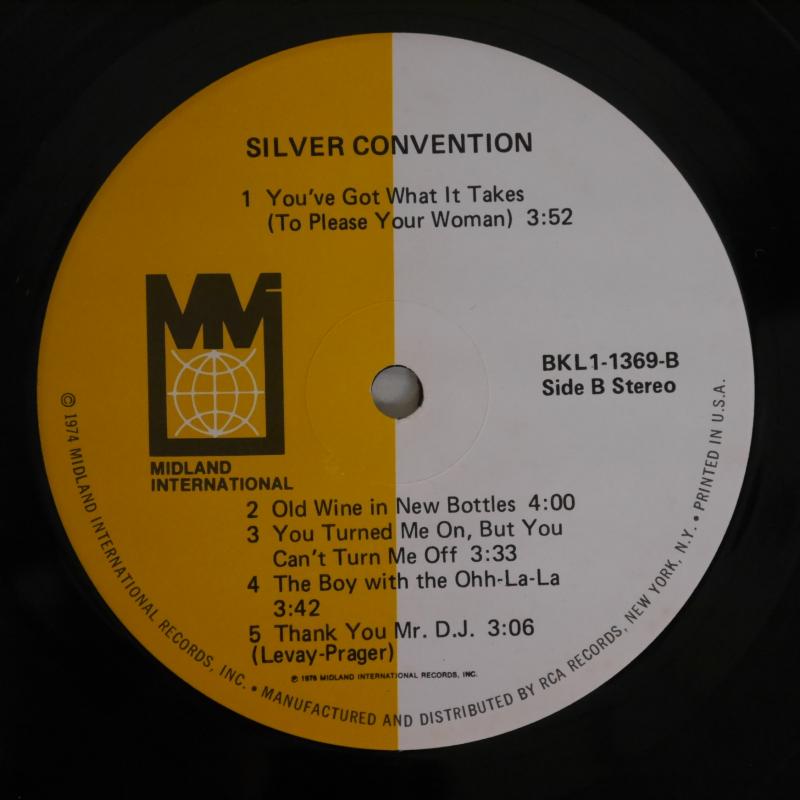 SILVER CONVENTION
1 You've Got What It Takes
(To Please Your Woman) 3:52
MM
BKL1-1369-B
Side B Stereo
MIDLAND
INTERNATIONAL
2 Old Wine in New Bottles 4:00
3 You Turned Me On, But You
Can't Turn Me Off 3:33
4 The Boy with the Ohh-La-La
3:42
5 Thank You Mr. D.J. 3:06
(Levay-Prager)
℗ 1976 MIDLAND INTERNATIONAL RECORDS, INC.
© 1974 MIDLAND INTERNATIONAL RECORDS, INC. • MANUFACTURED AND DISTRIBUTED BY RCA RECORDS, NEW YORK, N.Y. • PRINTED IN U.S.A.